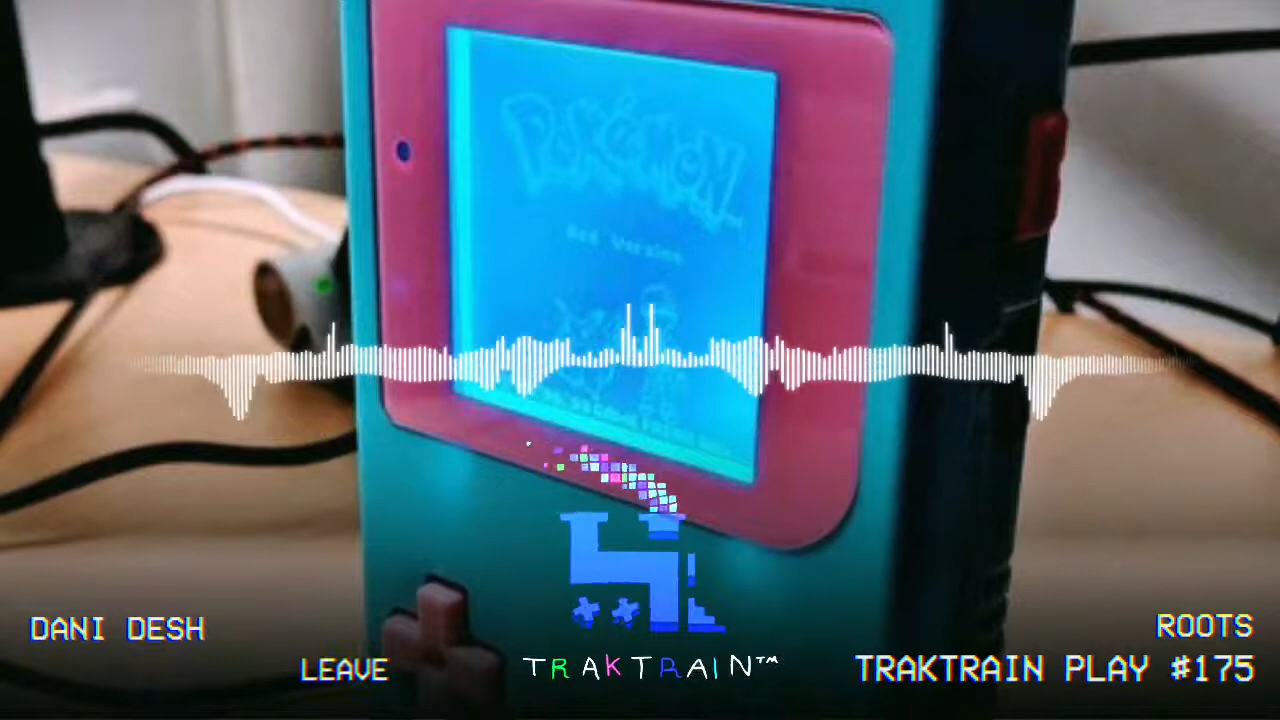 Pokémon
Red Version
DANI DESH
LEAVE
TRAKTRAIN™
ROOTS
TRAKTRAIN PLAY #175